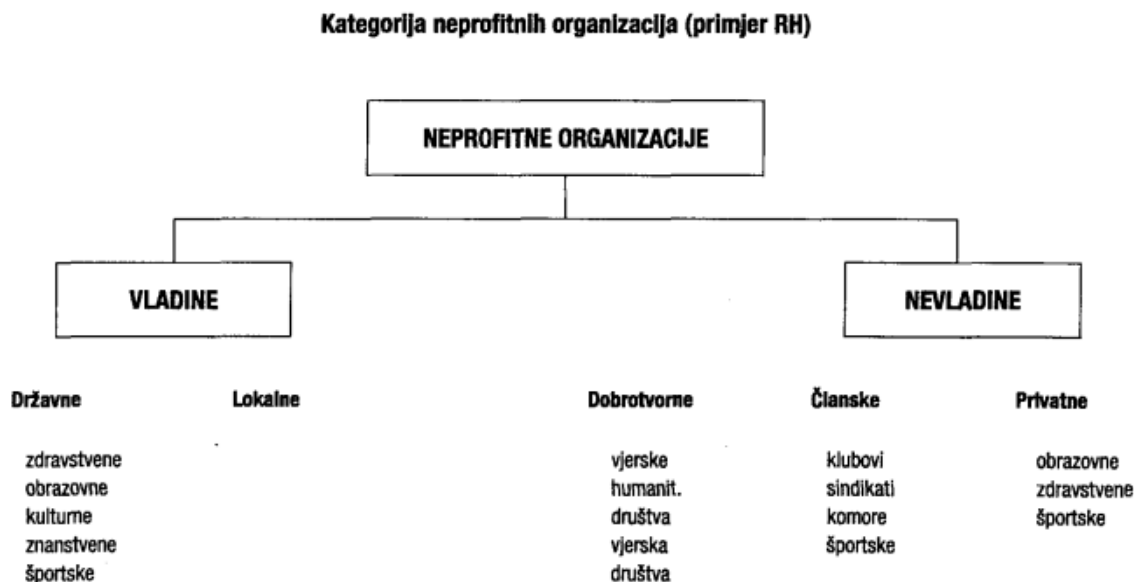 Kategorija neprofitnih organizacija (primjer RH)
NEPROFITNE ORGANIZACIJE
VLADINE
NEVLADINE
Državne
Lokalne
Dobrotvorne
Članske
Privatne
zdravstvene
obrazovne
kulturne
znanstvene
športske
vjerske
humanit.
društva
vjerska
društva
klubovi
sindikati
komore
športske
obrazovne
zdravstvene
športske